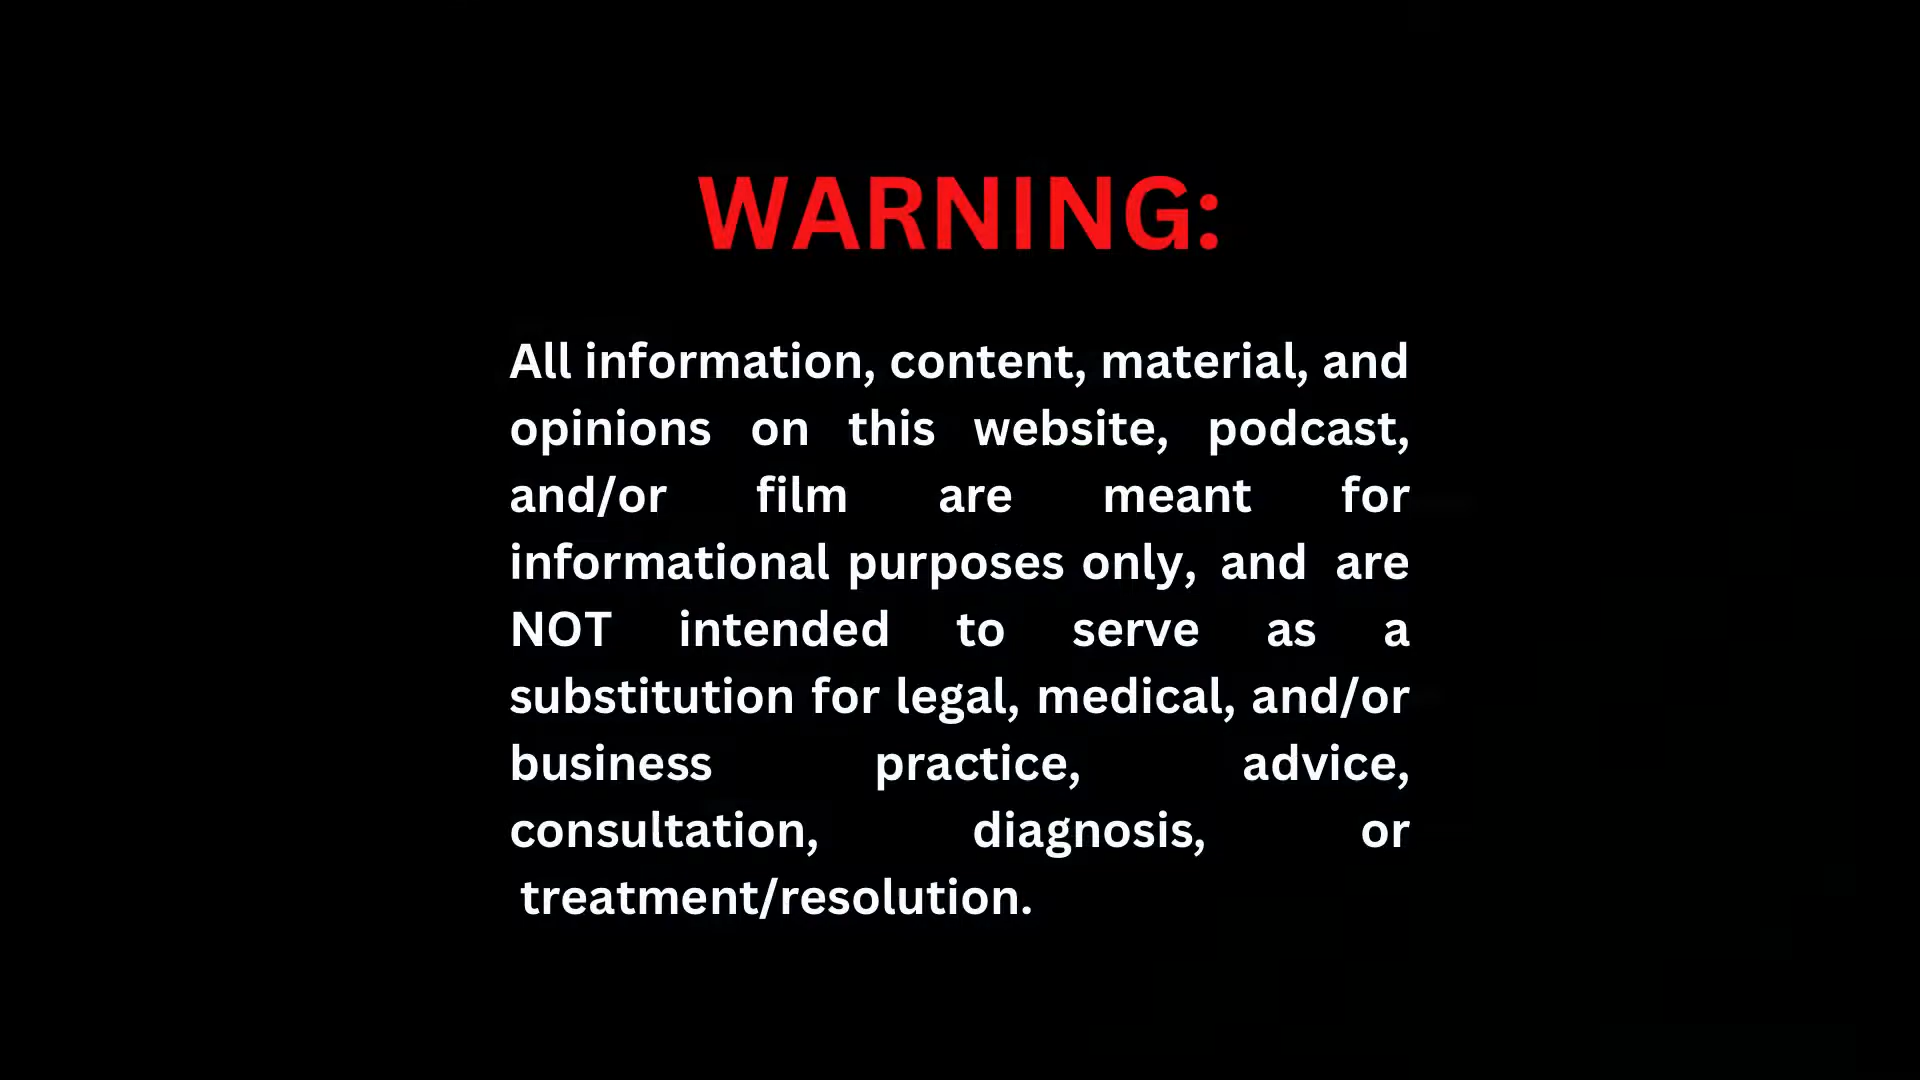 WARNING:
All information, content, material, and
opinions on this website, podcast,
and/or film are meant for
informational purposes only, and are
NOT intended to serve as a
substitution for legal, medical, and/or
business practice, advice,
consultation, diagnosis, or
treatment/resolution.